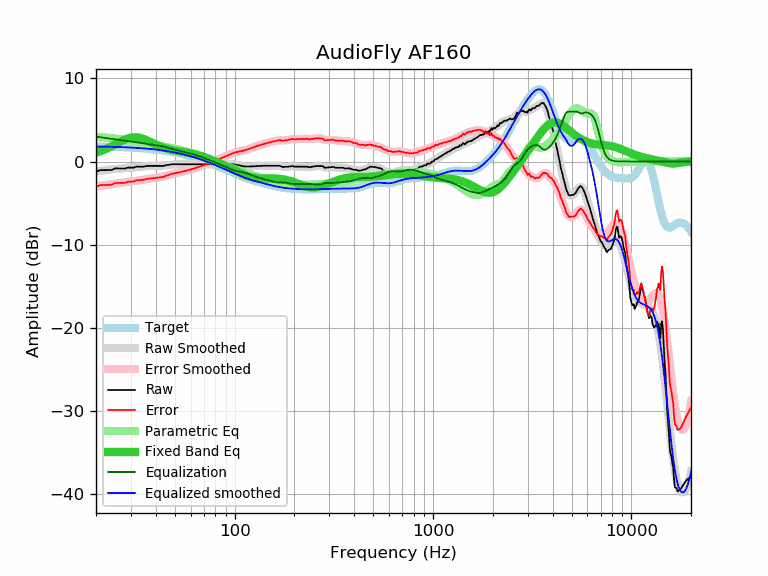 AudioFly AF160
10
0
−10
−20
−30
−40
Amplitude (dBr)
Target
Raw Smoothed
Error Smoothed
Raw
Error
Parametric Eq
Fixed Band Eq
Equalization
Equalized smoothed
100
1000
10000
Frequency (Hz)